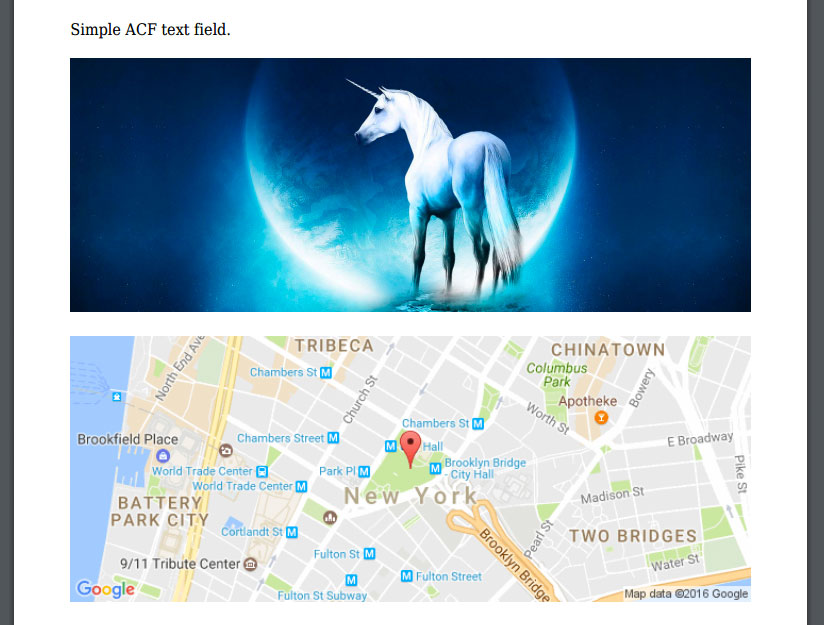 Simple ACF text field.
TRIBECA
CHINATOWN
North End Ave
Chambers St
Columbus
Park
Church St
Bowery
Apotheke
Worth St
Chambers St
Brookfield Place
Chambers Street
Hall
E Broadway
World Trade Center
Park Pl
Brooklyn Bridge
City Hall
Pike St
World Trade Center
New York
Madison St
BATTERY
PARK CITY
Cortlandt St
Pearl St
TWO BRIDGES
Brooklyn Bridge
Fulton St
9/11 Tribute Center
Water St
Fulton Street
Google
Fulton St Subway
Map data ©2016 Google